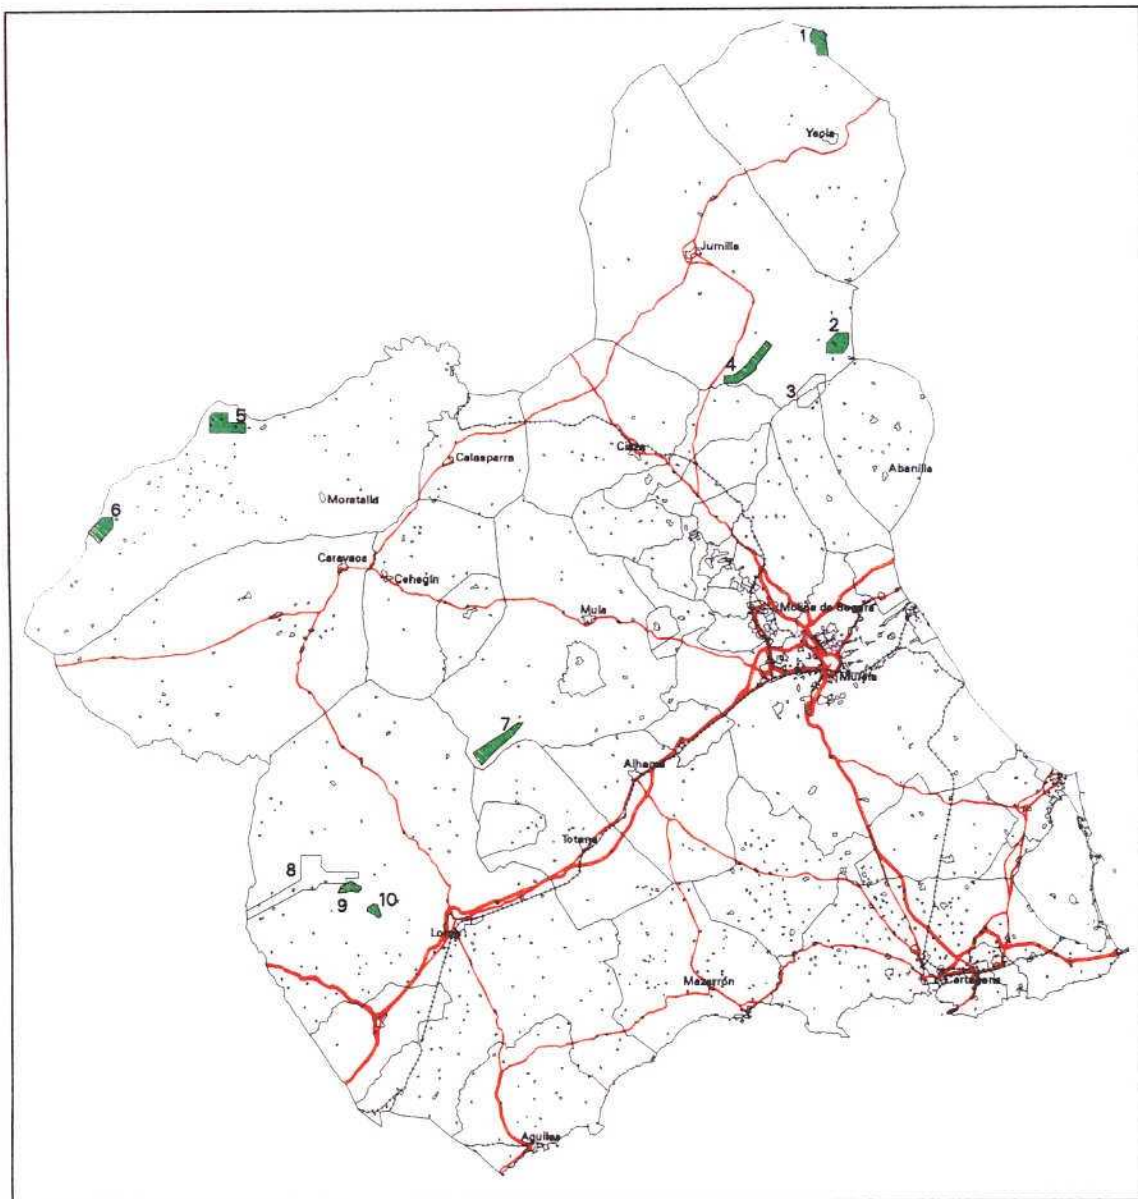 1
Yecla
Jumilla
2
4
3
5
Cieza
Calasparra
Abanilla
Moratalla
6
Caravaca
Cehegín
Mula
Molina de Segura
Murcia
7
Alhama
Totana
8
9
10
Lorca
Mazarrón
Cartagena
Aguilas